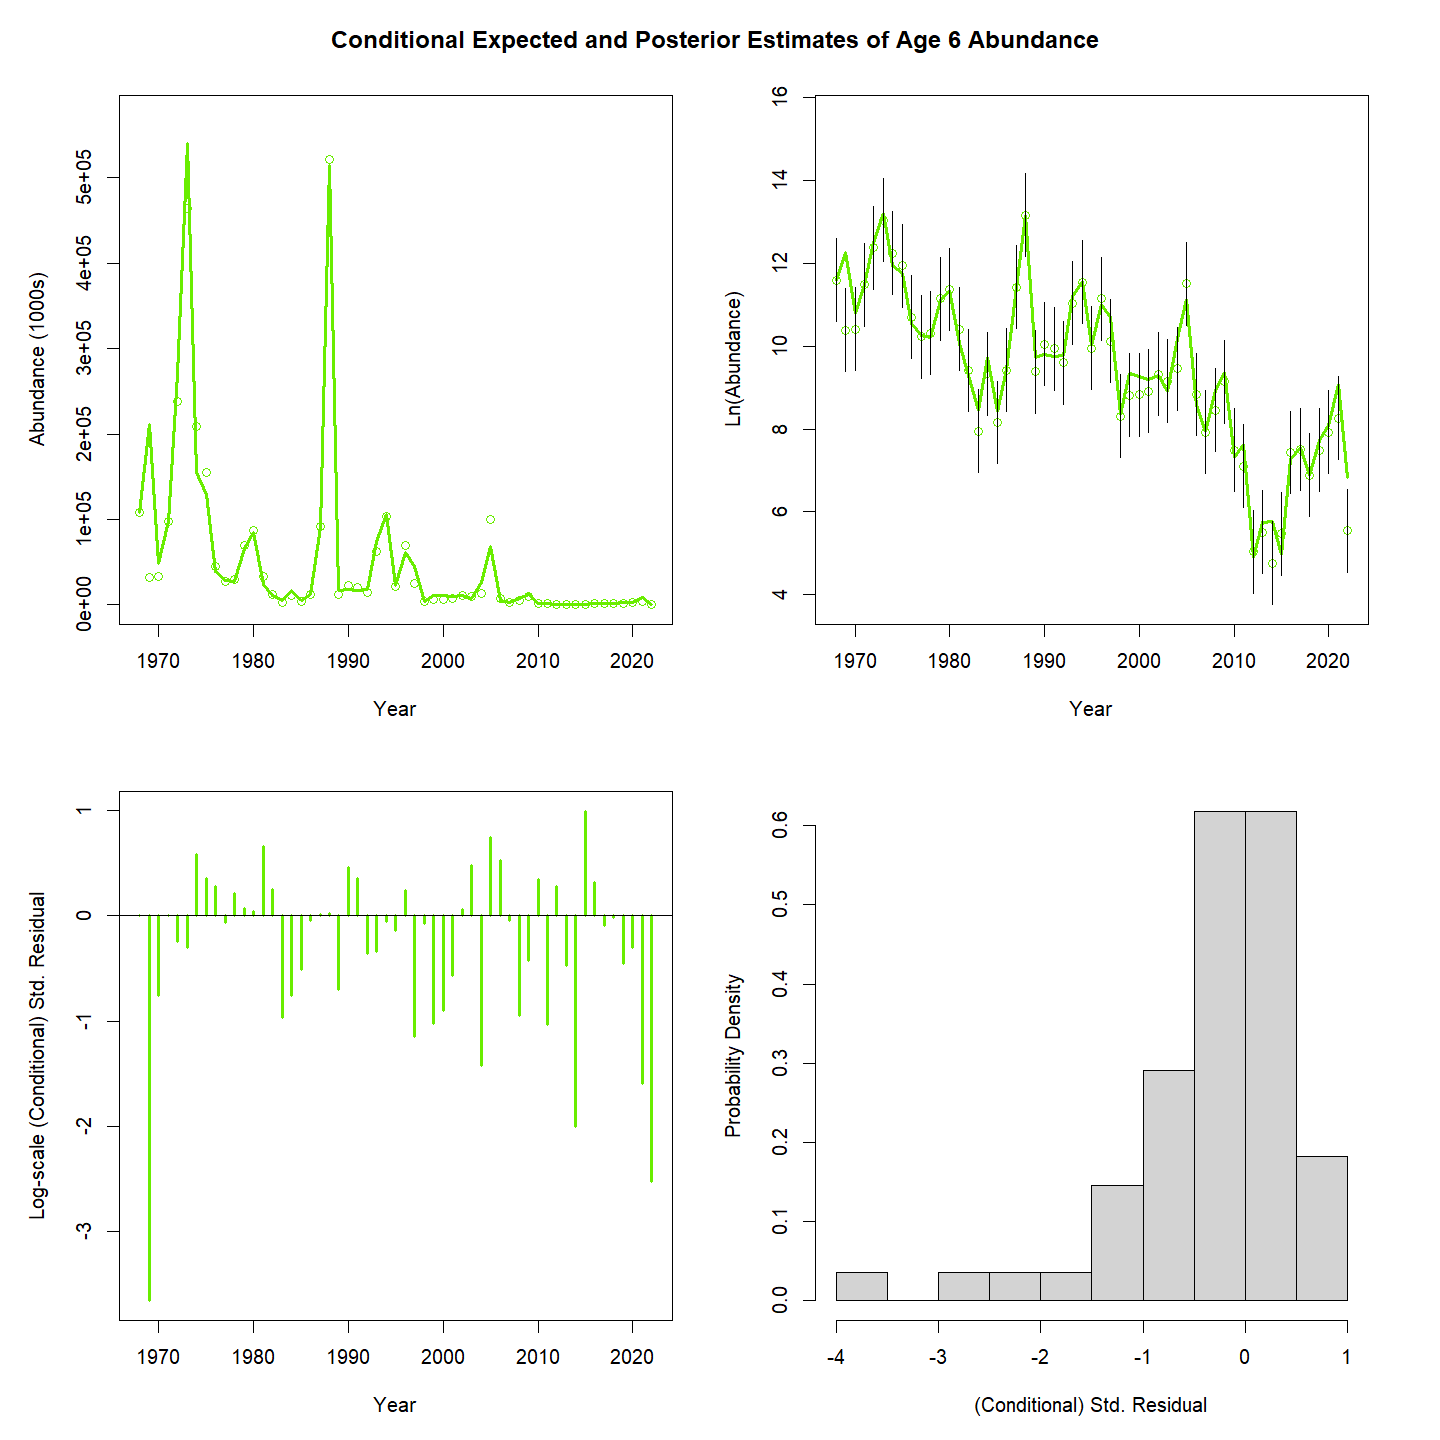 Conditional Expected and Posterior Estimates of Age 6 Abundance
Abundance (1000s)
0e+00
1e+05
2e+05
3e+05
4e+05
5e+05
1970 1980 1990 2000 2010 2020
Year
Ln(Abundance)
4
6
8
10
12
14
16
1970 1980 1990 2000 2010 2020
Year
Log-scale (Conditional) Std. Residual
-3
-2
-1
0
1
1970 1980 1990 2000 2010 2020
Year
Probability Density
0.0
0.1
0.2
0.3
0.4
0.5
0.6
-4 -3 -2 -1 0 1
(Conditional) Std. Residual